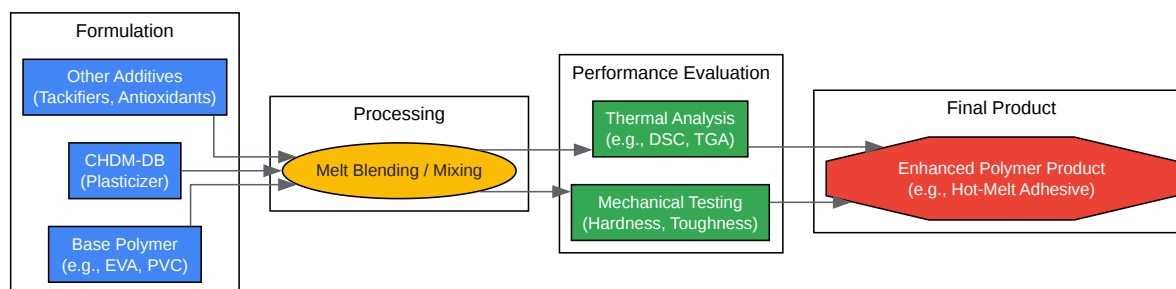 Formulation
Other Additives
(Tackifiers, Antioxidants)
CHDM-DB
(Plasticizer)
Base Polymer
(e.g., EVA, PVC)
Processing
Melt Blending / Mixing
Performance Evaluation
Thermal Analysis
(e.g., DSC, TGA)
Mechanical Testing
(Hardness, Toughness)
Final Product
Enhanced Polymer Product
(e.g., Hot-Melt Adhesive)